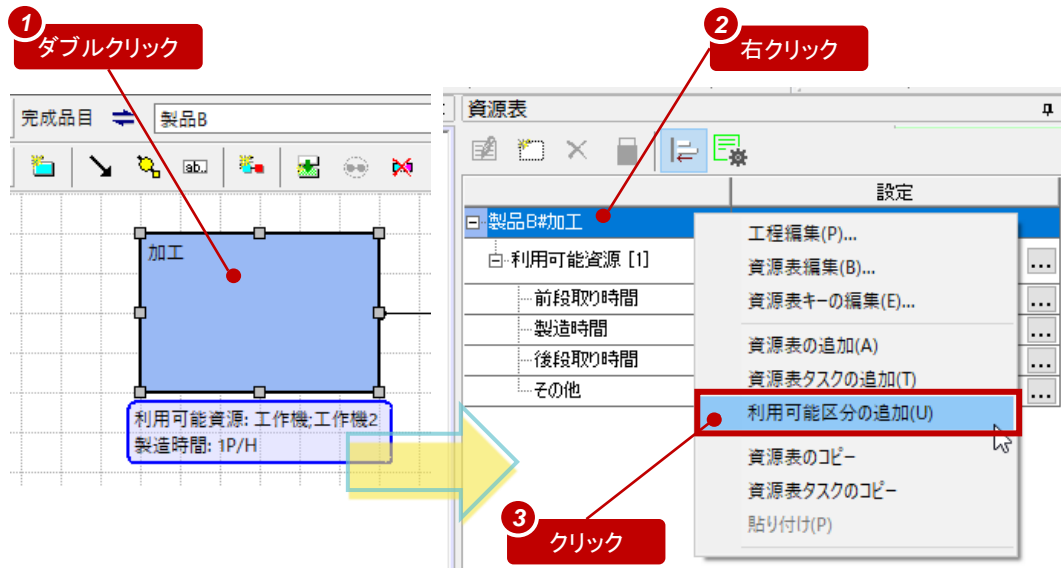 1
ダブルクリック
2
右クリック
完成品目
製品B
ab..
加工
利用可能資源: 工作機;工作機2
製造時間: 1P/H
資源表
設定
製品B#加工
利用可能資源 [1]
前段取り時間
製造時間
後段取り時間
その他
...
...
...
...
...
工程編集(P)...
資源表編集(B)...
資源表キーの編集(E)...
資源表の追加(A)
資源表タスクの追加(T)
利用可能区分の追加(U)
資源表のコピー
資源表タスクのコピー
貼り付け(P)
3
クリック